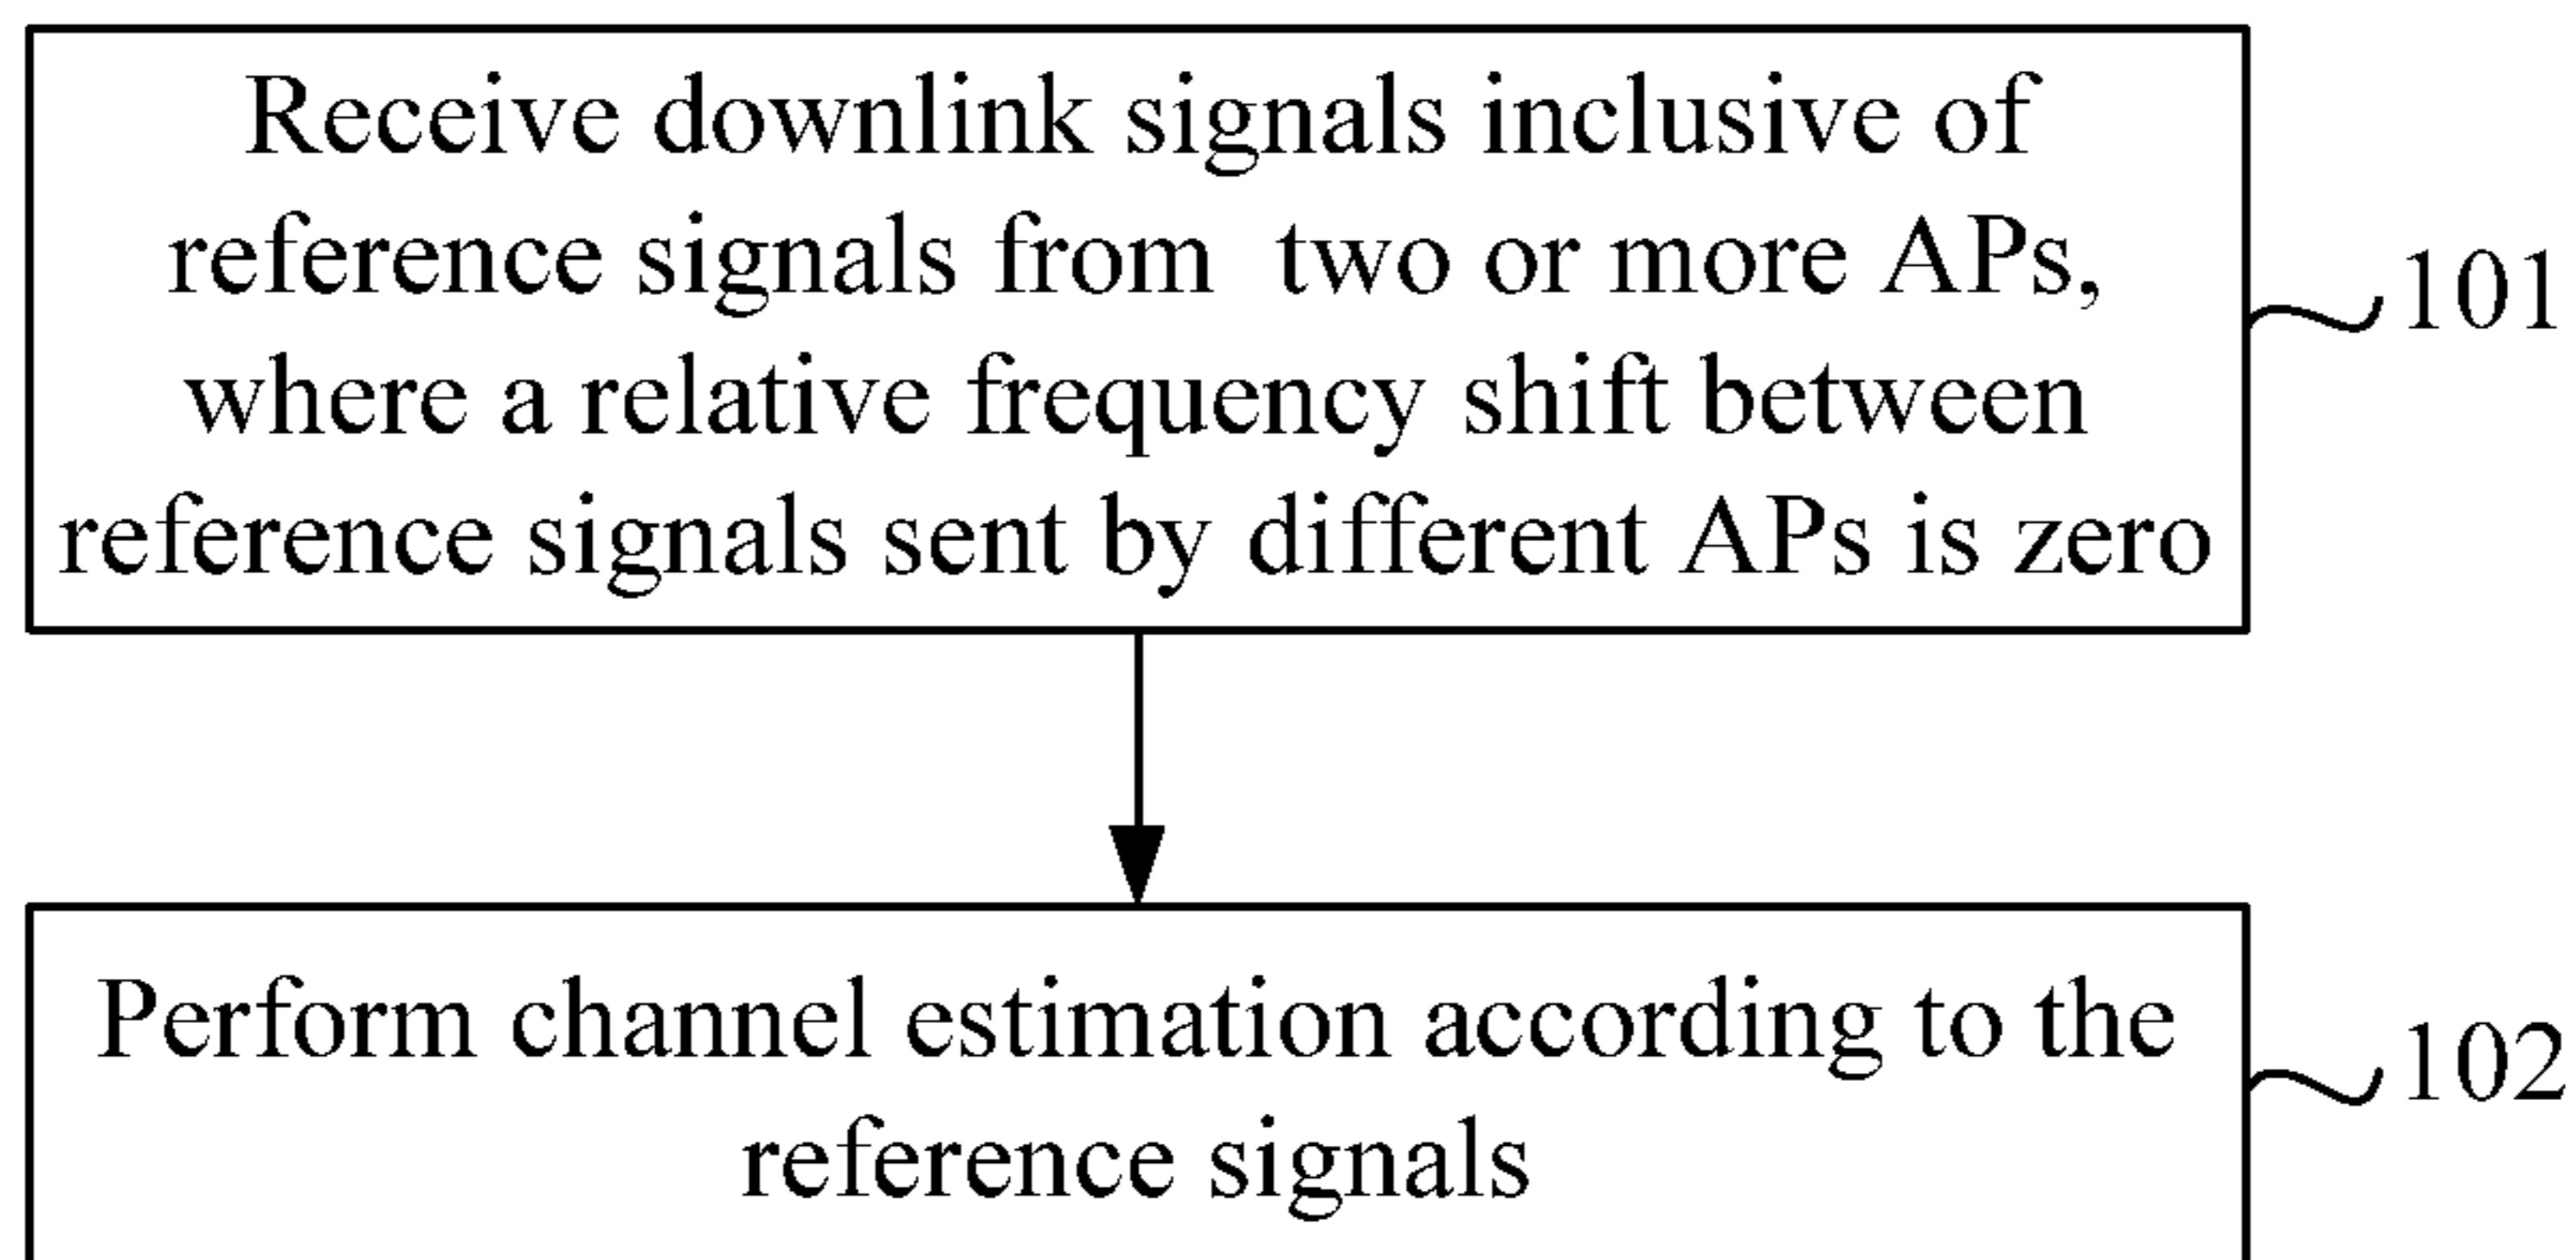 Receive downlink signals inclusive of
reference signals from two or more APs,
where a relative frequency shift between
reference signals sent by different APs is zero
101
Perform channel estimation according to the
reference signals
102